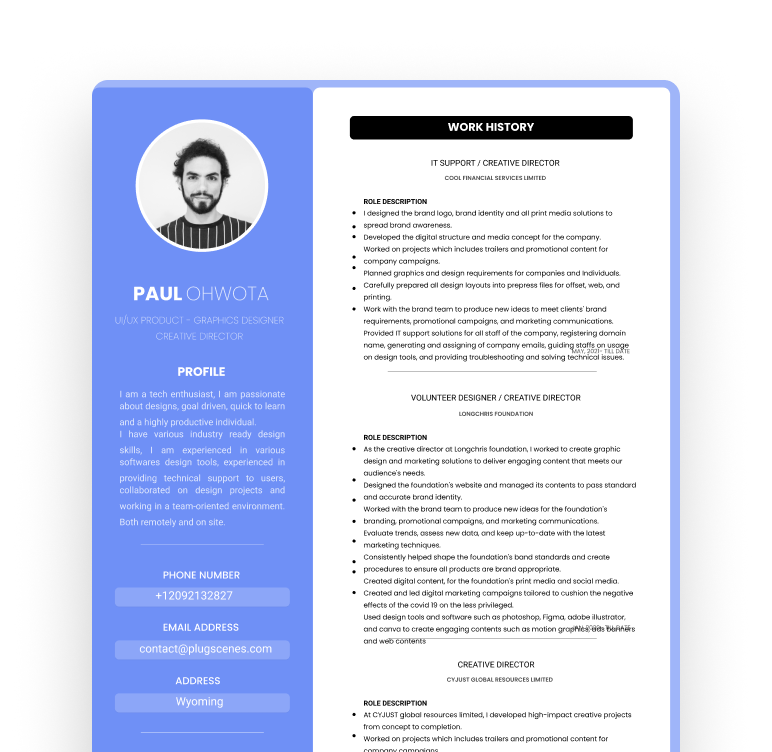 PAUL OHWOTA
UI/UX PRODUCT - GRAPHICS DESIGNER
CREATIVE DIRECTOR
PROFILE
I am a tech enthusiast, I am passionate
about designs, goal driven, quick to learn
and a highly productive individual.
I have various industry ready design
skills, I am experienced in various
softwares design tools, experienced in
providing technical support to users,
collaborated on design projects and
working in a team-oriented environment.
Both remotely and on site.
PHONE NUMBER
+12092132827
EMAIL ADDRESS
contact@plugscenes.com
ADDRESS
Wyoming
WORK HISTORY
IT SUPPORT / CREATIVE DIRECTOR
COOL FINANCIAL SERVICES LIMITED
ROLE DESCRIPTION
I designed the brand logo, brand identity and all print media solutions to
spread brand awareness.
Developed the digital structure and media concept for the company.
Worked on projects which includes trailers and promotional content for
company campaigns.
Planned graphics and design requirements for companies and Individuals.
Carefully prepared all design layouts into prepress files for offset, web, and
printing.
Work with the brand team to produce new ideas to meet clients' brand
requirements, promotional campaigns, and marketing communications.
Provided IT support solutions for all staff of the company, registering domain
name, generating and assigning of company emails, guiding staffs on usage
MAY, 2021- TILL DATE
on design tools, and providing troubleshooting and solving technical issues.
VOLUNTEER DESIGNER / CREATIVE DIRECTOR
LONGCHRIS FOUNDATION
ROLE DESCRIPTION
As the creative director at Longchris foundation, I worked to create graphic
design and marketing solutions to deliver engaging content that meets our
audience's needs.
Designed the foundation's website and managed its contents to pass standard
and accurate brand identity.
Worked with the brand team to produce new ideas for the foundation's
branding, promotional campaigns, and marketing communications.
Evaluate trends, assess new data, and keep up-to-date with the latest
marketing techniques.
Consistently helped shape the foundation's band standards and create
procedures to ensure all products are brand appropriate.
Created digital content, for the foundation's print media and social media.
Created and led digital marketing campaigns tailored to cushion the negative
effects of the covid 19 on the less privileged.
Used design tools and software such as photoshop, Figma, adobe illustrator,
and canva to create engaging contents such as motion graphics, ads banners
TILL DATE
and web contents
CREATIVE DIRECTOR
CYJUST GLOBAL RESOURCES LIMITED
ROLE DESCRIPTION
At CYJUST global resources limited, I developed high-impact creative projects
from concept to completion.
Worked on projects which includes trailers and promotional content for
company campaigns.